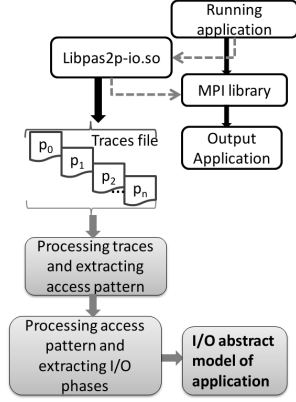 Running
application
Libpas2p-io.so
MPI library
Traces file
Output
Application
p0
p1
p2
...
pn
Processing traces
and extracting
access pattern
Processing access
pattern and
extracting I/O
phases
I/O abstract
model of
application